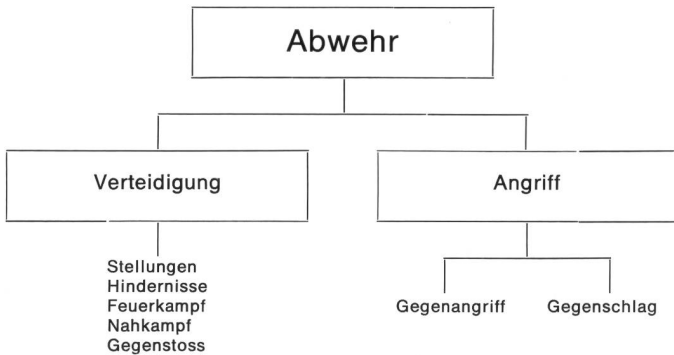 Abwehr
Verteidigung
Angriff
Stellungen
Hindernisse
Feuerkampf
Nahkampf
Gegenstoss
Gegenangriff
Gegenschlag